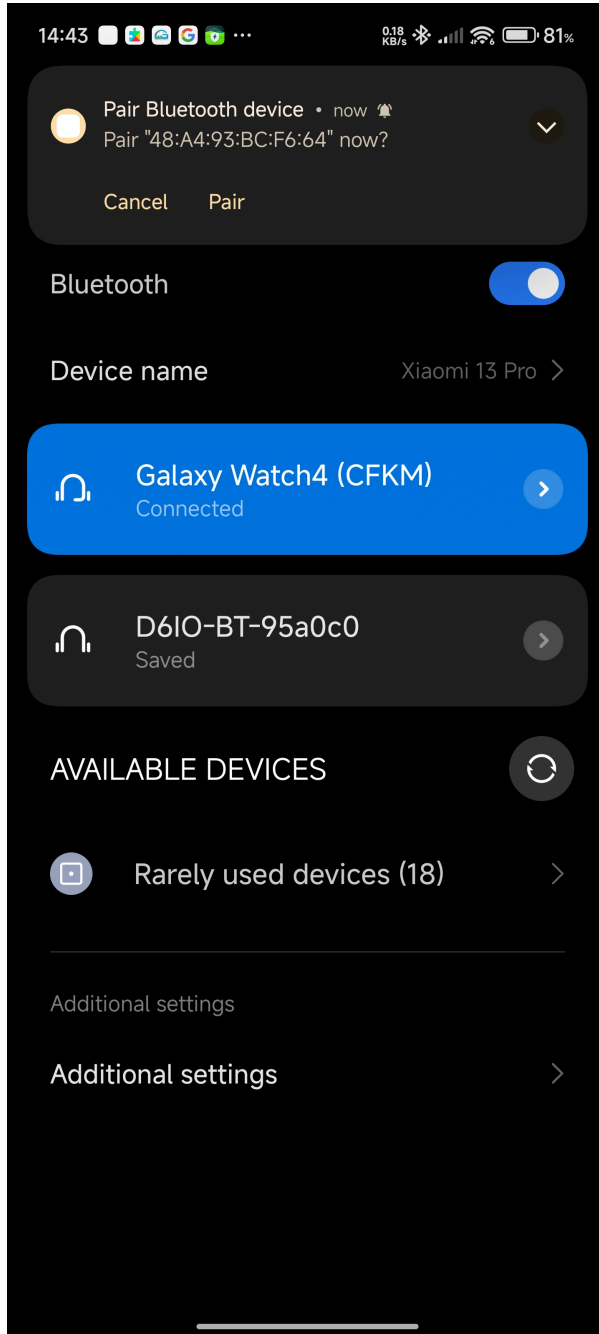 14:43 ... 0.18 KB/s 6 81%
Pair Bluetooth device • now
Pair "48:A4:93:BC:F6:64" now?
Cancel Pair
Bluetooth
Device name Xiaomi 13 Pro
Galaxy Watch4 (CFKM)
Connected
D6IO-BT-95a0c0
Saved
AVAILABLE DEVICES
Rarely used devices (18)
Additional settings
Additional settings